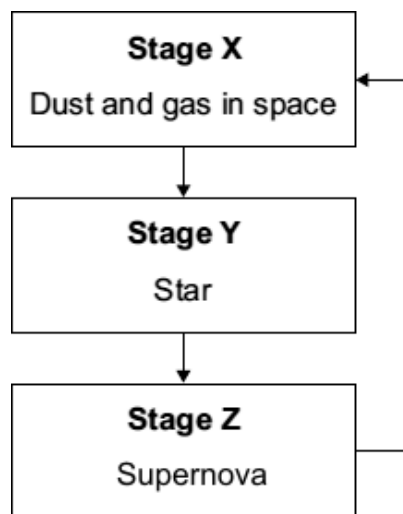 Stage X
Dust and gas in space
Stage Y
Star
Stage Z
Supernova